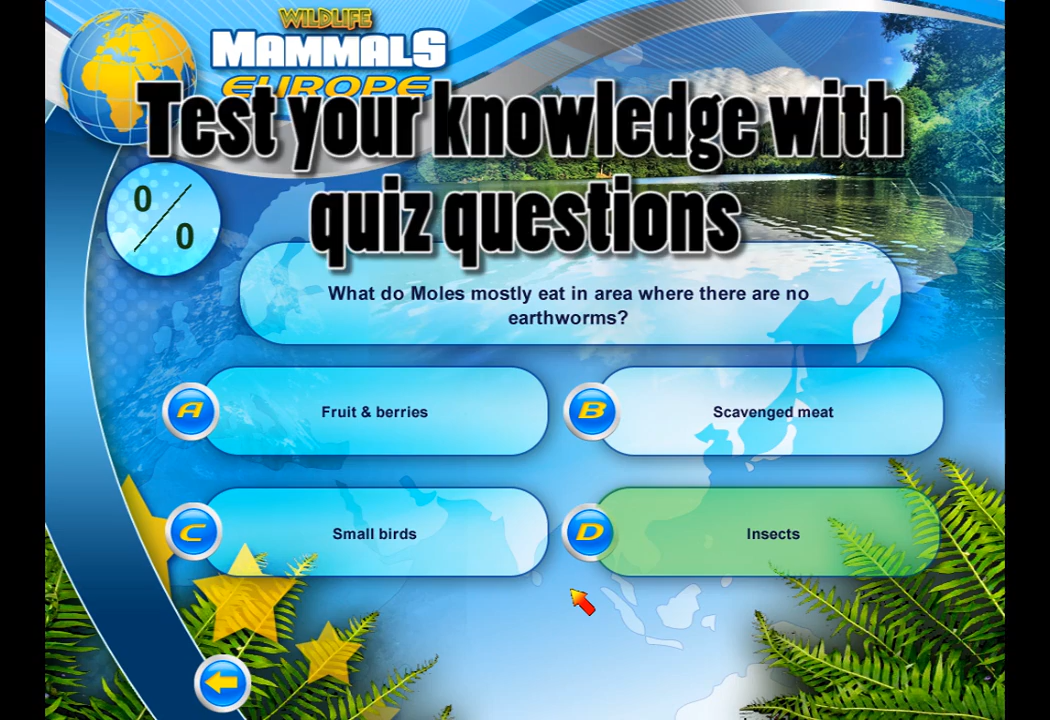 WILDLIFE
MAMMALS
EUROPE
Test your knowledge with
quiz questions
0/0
What do Moles mostly eat in area where there are no
earthworms?
A Fruit & berries
B Scavenged meat
C Small birds
D Insects